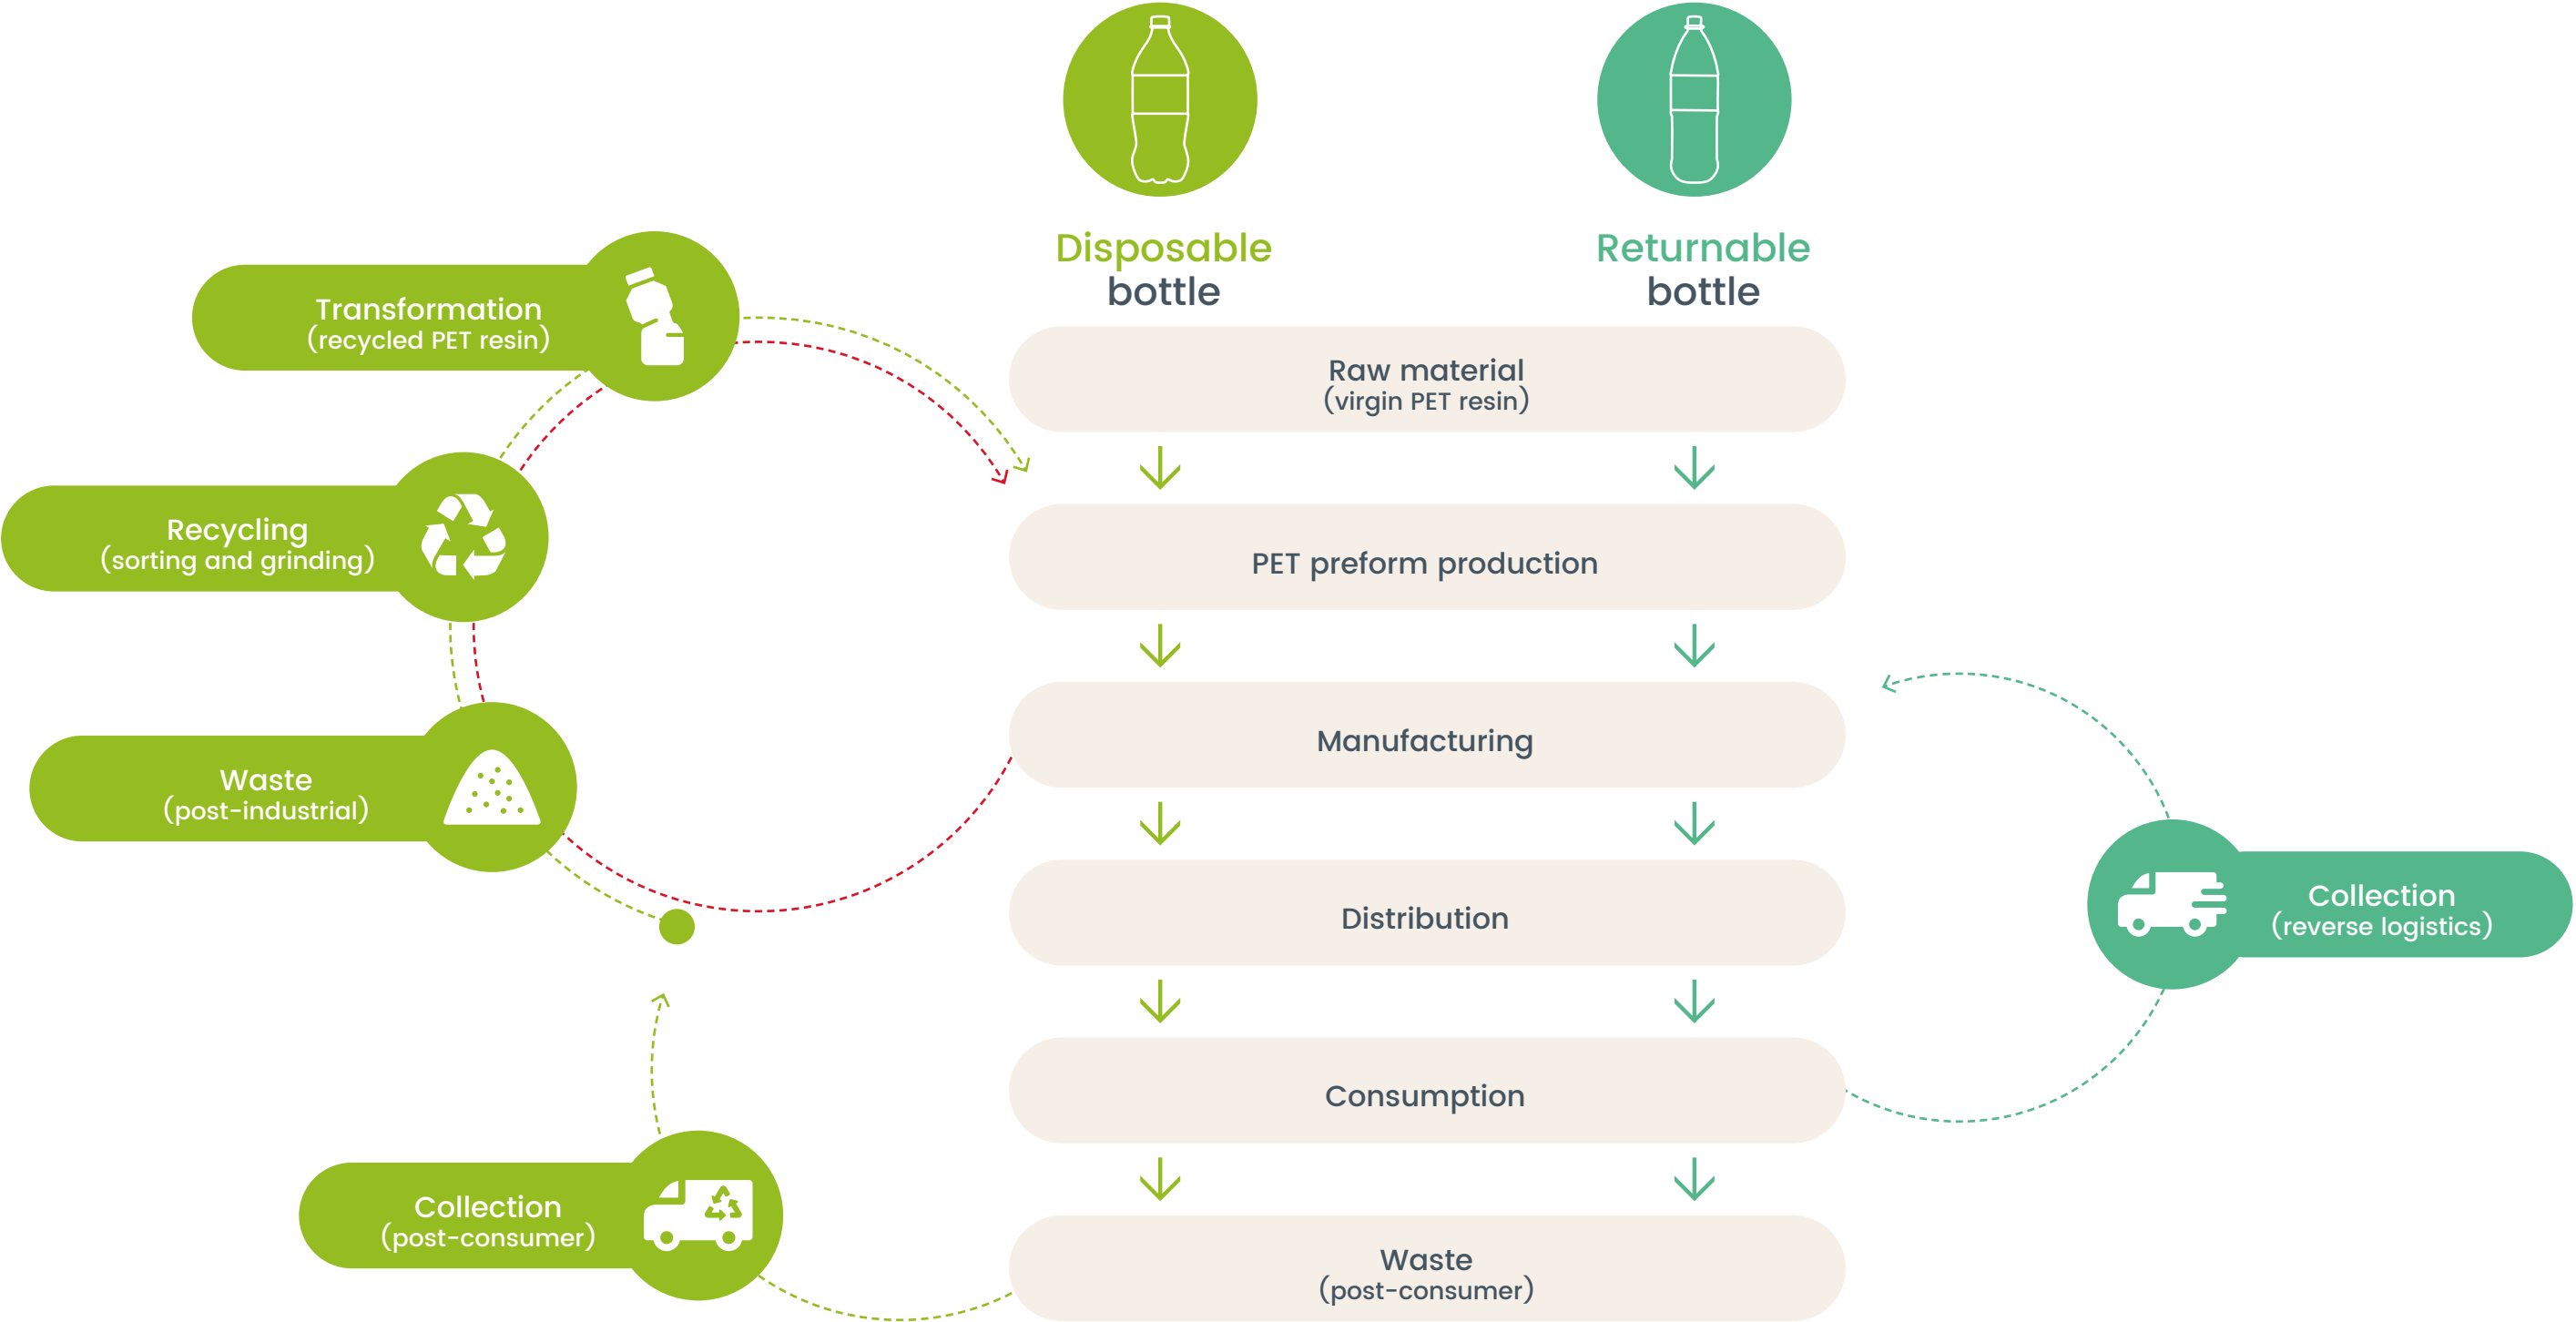 Disposable
bottle
Returnable
bottle
Transformation
(recycled PET resin)
Recycling
(sorting and grinding)
Waste
(post-industrial)
Collection
(post-consumer)
Raw material
(virgin PET resin)
PET preform production
Manufacturing
Distribution
Consumption
Waste
(post-consumer)
Collection
(reverse logistics)